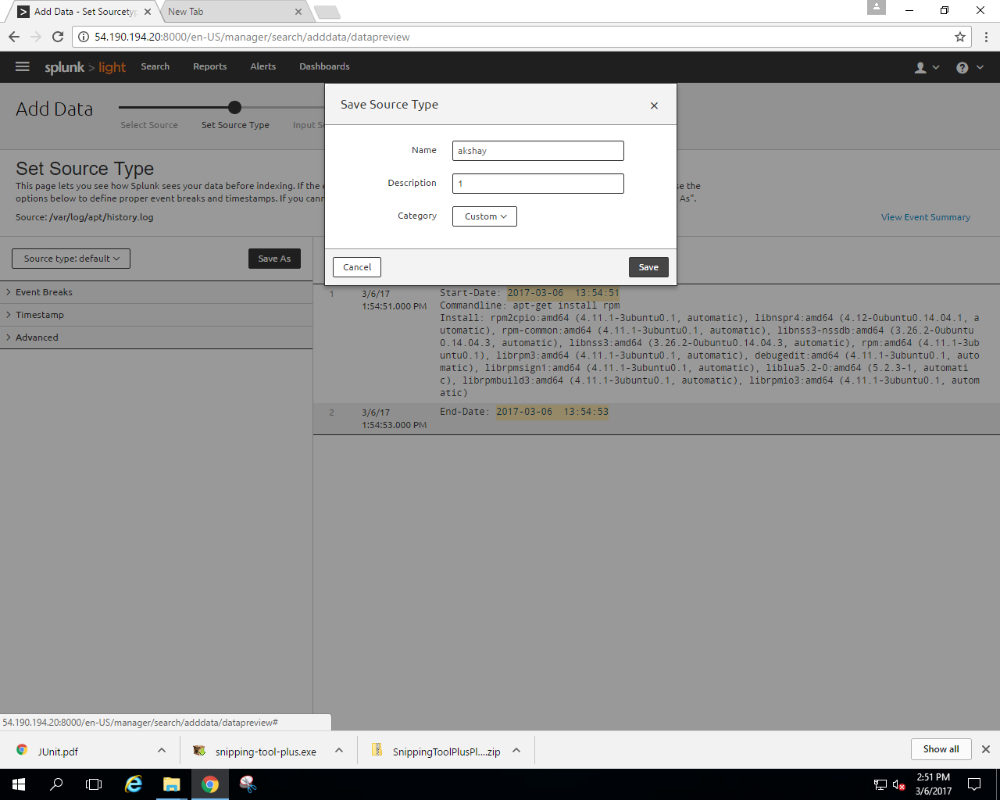 Add Data - Set Sourcetyp
New Tab
54.190.194.20:8000/en-US/manager/search/adddata/datapreview
splunk > light Search Reports Alerts Dashboards
Add Data
Select Source Set Source Type Input S
Save Source Type
Name akshay
Description 1
Category Custom
Cancel Save
Set Source Type
This page lets you see how Splunk sees your data before indexing. If the e se the
options below to define proper event breaks and timestamps. If you cann As".
Source: /var/log/apt/history.log
View Event Summary
Source type: default Save As
Event Breaks
Timestamp
Advanced
1 3/6/17 1:54:51.000 PM
Start-Date: 2017-03-06 13:54:51
Commandline: apt-get install rpm
Install: rpm2cpio:amd64 (4.11.1-3ubuntu0.1, automatic), libnspr4:amd64 (4.12-0ubuntu0.14.04.1, a
utomatic), rpm-common:amd64 (4.11.1-3ubuntu0.1, automatic), libnss3-nssdb:amd64 (3.26.2-0ubuntu
0.14.04.3, automatic), libnss3:amd64 (3.26.2-0ubuntu0.14.04.3, automatic), rpm:amd64 (4.11.1-3ub
untu0.1), librpm3:amd64 (4.11.1-3ubuntu0.1, automatic), debugedit:amd64 (4.11.1-3ubuntu0.1, auto
matic), librpmsign1:amd64 (4.11.1-3ubuntu0.1, automatic), liblua5.2-0:amd64 (5.2.3-1, automati
c), librpmbuild3:amd64 (4.11.1-3ubuntu0.1, automatic), librpmio3:amd64 (4.11.1-3ubuntu0.1, autom
atic)
2 3/6/17 1:54:53.000 PM
End-Date: 2017-03-06 13:54:53
54.190.194.20:8000/en-US/manager/search/adddata/datapreview#
JUnit.pdf
snipping-tool-plus.exe
SnippingToolPlusPl....zip
Show all
2:51 PM
3/6/2017